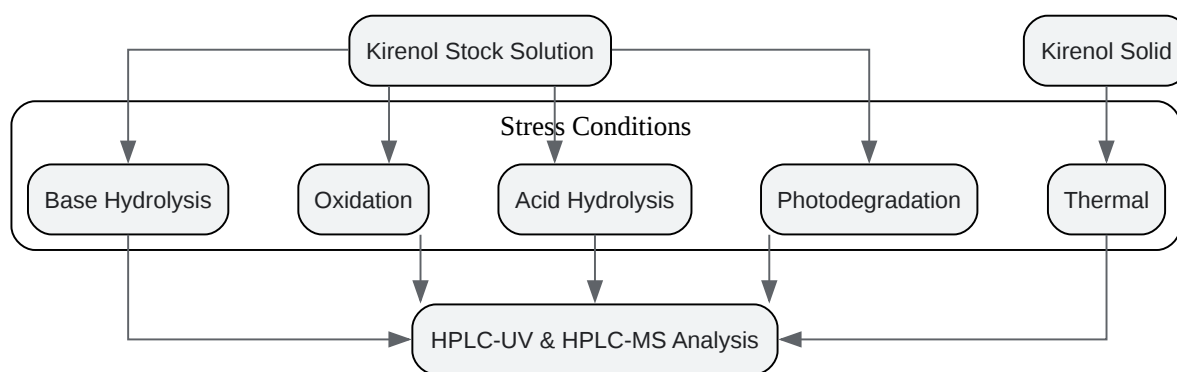 Kirenol Stock Solution
Kirenol Solid
Stress Conditions
Base Hydrolysis
Oxidation
Acid Hydrolysis
Photodegradation
Thermal
HPLC-UV & HPLC-MS Analysis